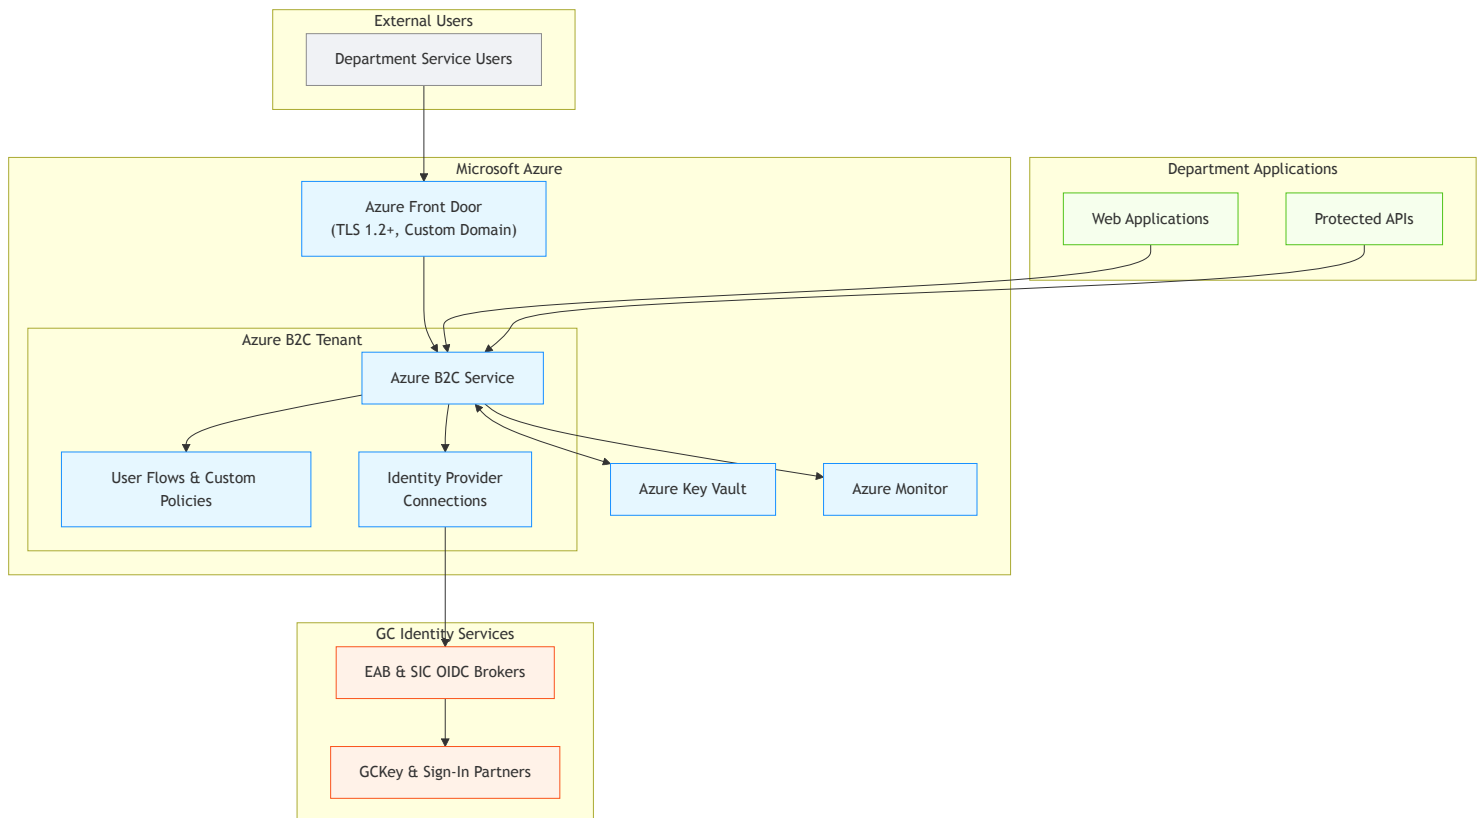 External Users
Department Service Users
Microsoft Azure
Azure Front Door
(TLS 1.2+, Custom Domain)
Department Applications
Web Applications
Protected APIs
Azure B2C Tenant
Azure B2C Service
User Flows & Custom
Policies
Identity Provider
Connections
Azure Key Vault
Azure Monitor
GC Identity Services
EAB & SIC OIDC Brokers
GCKey & Sign-In Partners